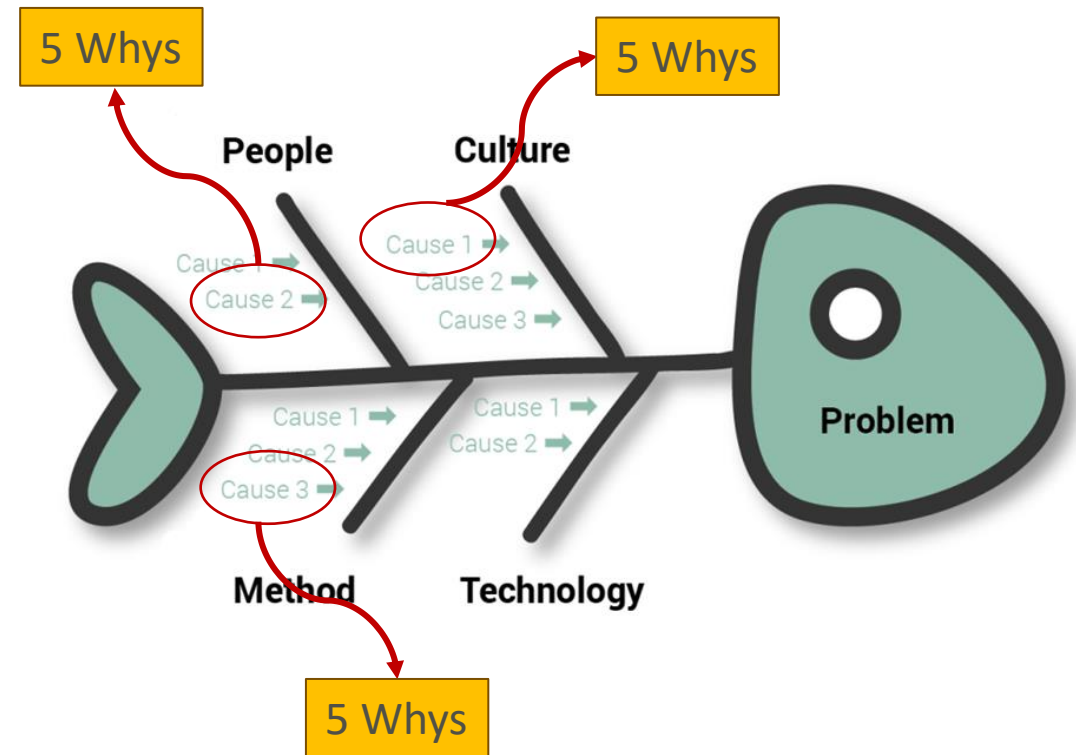 5 Whys
5 Whys
People
Culture
Cause 1
Cause 2
Cause 1
Cause 2
Cause 3
Cause 1
Cause 2
Cause 3
Cause 1
Cause 2
Problem
Method
Technology
5 Whys